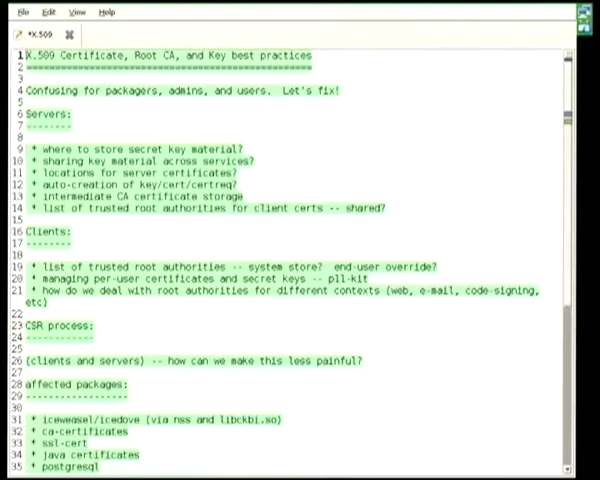 File Edit View Help
*X.509
1 X.509 Certificate, Root CA, and Key best practices
2 ================================================
3
4 Confusing for packagers, admins, and users.  Let's fix!
5
6 Servers:
7 --------
8
9  * where to store secret key material?
10  * sharing key material across services?
11  * locations for server certificates?
12  * auto-creation of key/cert/certreq?
13  * intermediate CA certificate storage
14  * list of trusted root authorities for client certs -- shared?
15
16 Clients:
17 --------
18
19  * list of trusted root authorities -- system store?  end-user override?
20  * managing per-user certificates and secret keys -- p11-kit
21  * how do we deal with root authorities for different contexts (web, e-mail, code-signing,
etc)
22
23 CSR process:
24 ------------
25
26 (clients and servers) -- how can we make this less painful?
27
28 affected packages:
29 ------------------
30
31  * iceweasel/icedove (via nss and libckbi.so)
32  * ca-certificates
33  * ssl-cert
34  * java certificates
35  * postgresql